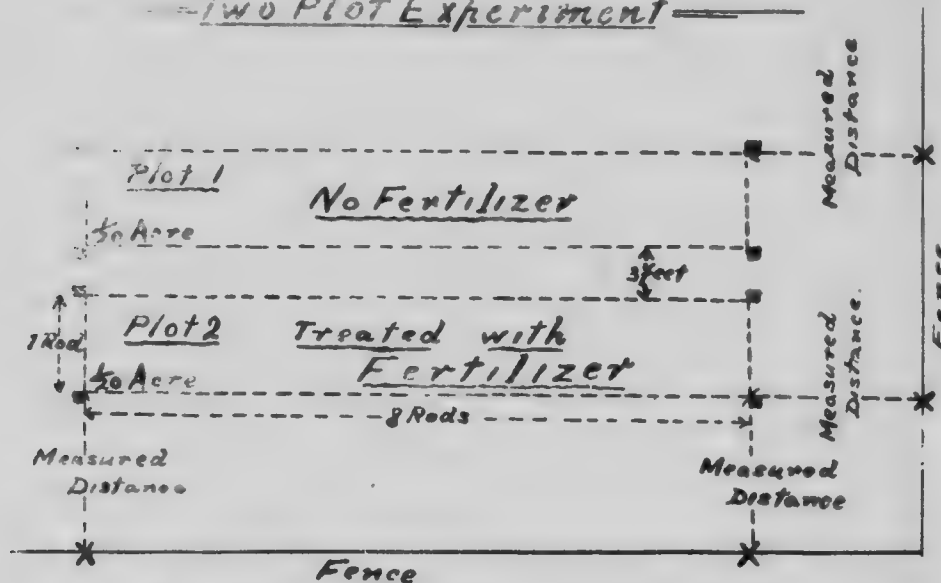 Two Plot Experiment
Measured
Distance
Plot 1
No Fertilizer
1/20 Acre
3 feet
Fence
1 Rod
Plot 2 Treated with
Fertilizer
1/20 Acre
Measured
Distance.
8 Rods
Measured
Distance
Measured
Distance
Fence